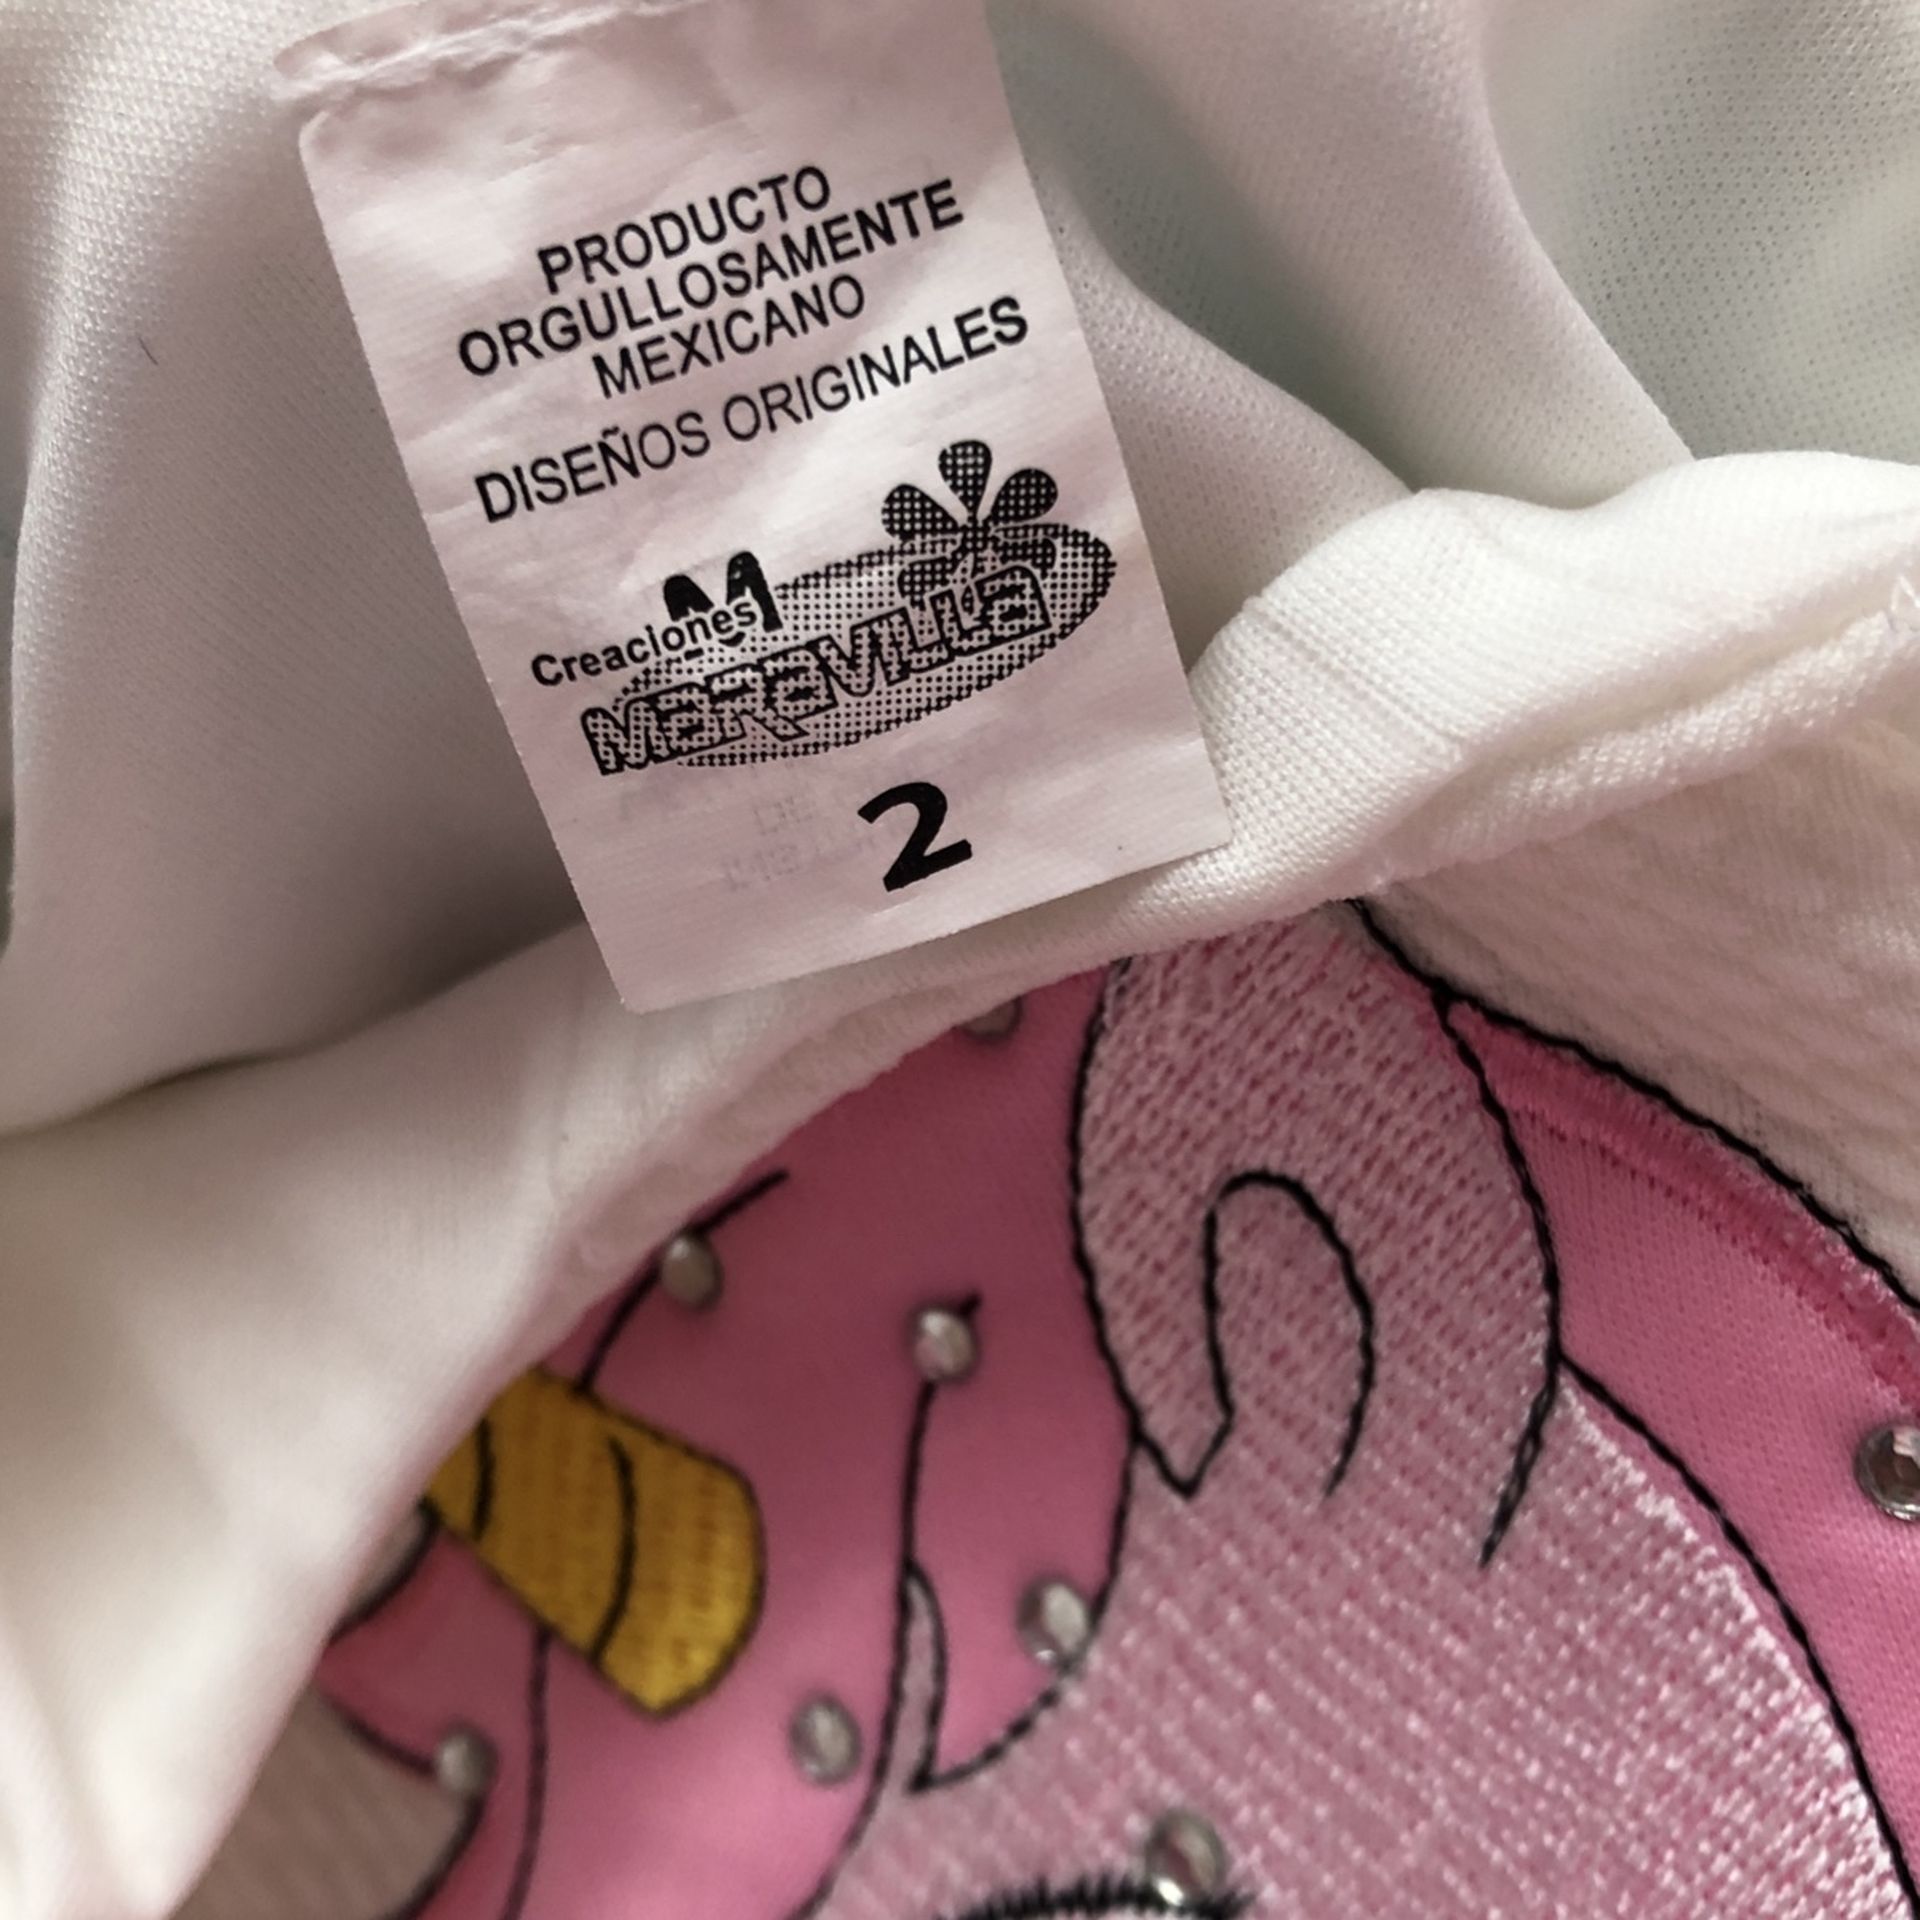 PRODUCTO
ORGULLOSAMENTE
MEXICANO
DISEÑOS ORIGINALES
M
Creaciones
MaRaVILLa
2